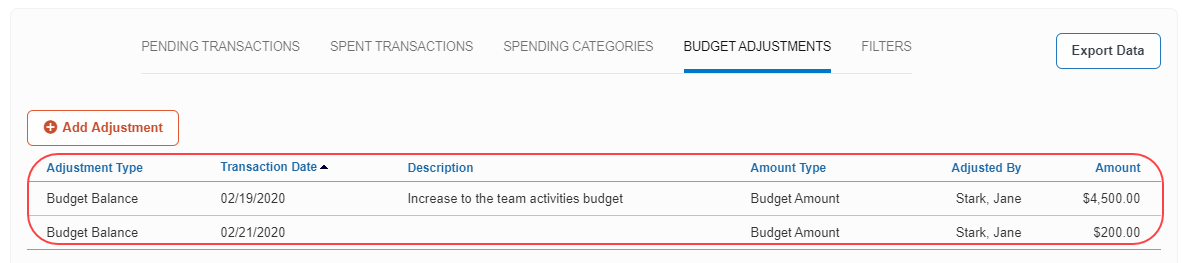 PENDING TRANSACTIONS SPENT TRANSACTIONS SPENDING CATEGORIES BUDGET ADJUSTMENTS FILTERS Export Data
Add Adjustment
Adjustment Type Transaction Date Description Amount Type Adjusted By Amount
Budget Balance 02/19/2020 Increase to the team activities budget Budget Amount Stark, Jane $4,500.00
Budget Balance 02/21/2020 Budget Amount Stark, Jane $200.00